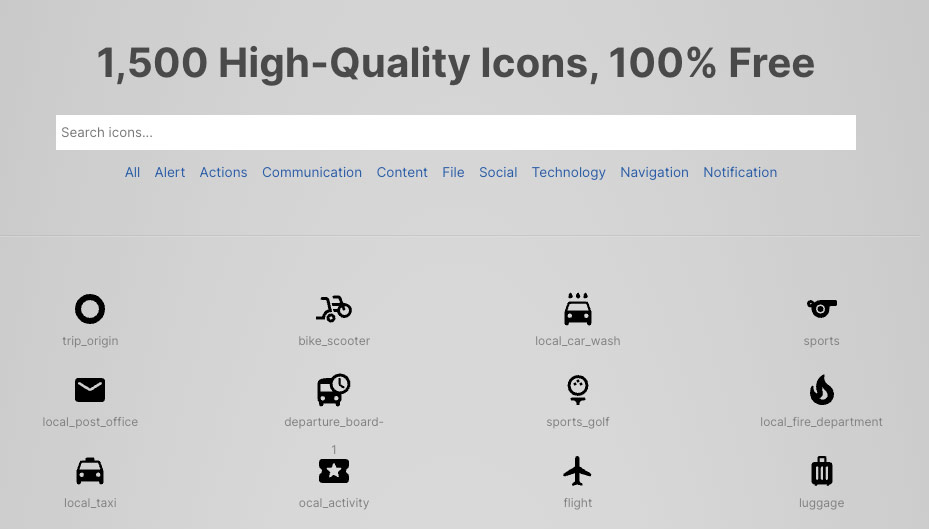 1,500 High-Quality Icons, 100% Free
Search icons...
All Alert Actions Communication Content File Social Technology Navigation Notification
trip_origin bike_scooter local_car_wash sports
local_post_office departure_board- sports_golf local_fire_department
1
local_taxi ocal_activity flight luggage